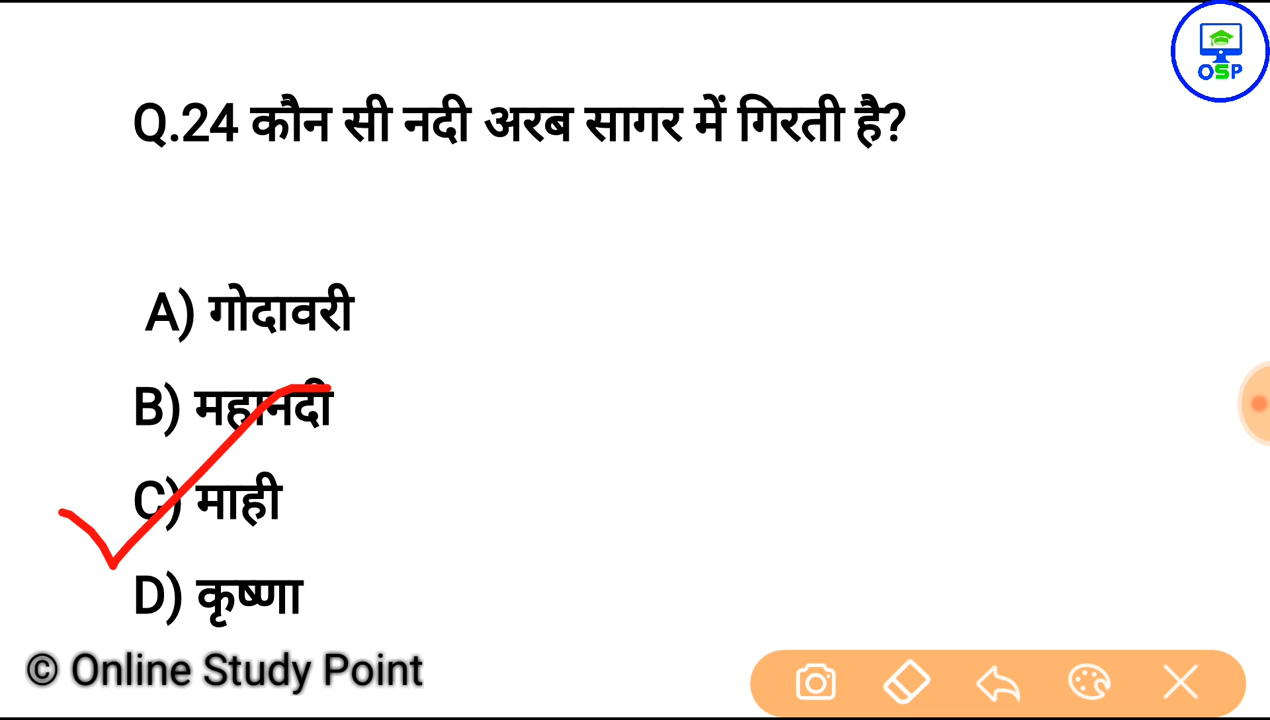 OSP
Q.24 कौन सी नदी अरब सागर में गिरती है?
A) गोदावरी
B) महानदी
C) माही
D) कृष्णा
© Online Study Point